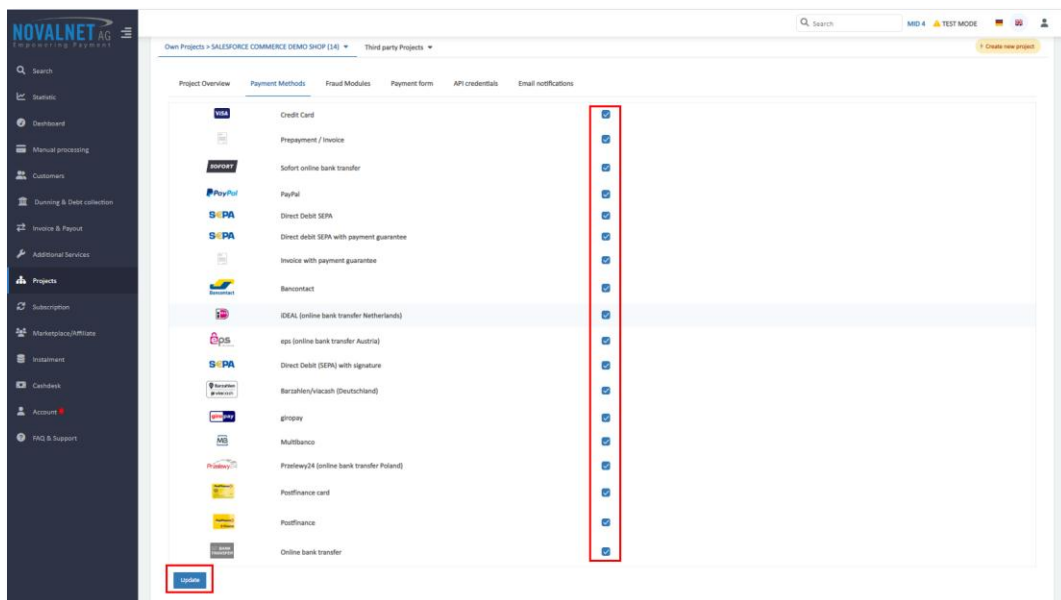 NOVALNET AG
Empowering Payment
Search
MID 4 TEST MODE
Own Projects > SALESFORCE COMMERCE DEMO SHOP (14)
Third party Projects
Create new project
Search
Statistic
Dashboard
Manual processing
Customers
Dunning & Debt collection
Invoice & Payout
Additional Services
Projects
Subscription
Marketplace/Affiliate
Instalment
Cashdesk
Account
FAQ & Support
Project Overview
Payment Methods
Fraud Modules
Payment form
API credentials
Email notifications
VISA Credit Card
Prepayment / Invoice
SOFORT Sofort online bank transfer
PayPal PayPal
SEPA Direct Debit SEPA
SEPA Direct debit SEPA with payment guarantee
Invoice with payment guarantee
Bancontact Bancontact
iDEAL (online bank transfer Netherlands)
eps eps (online bank transfer Austria)
SEPA Direct Debit (SEPA) with signature
Barzahlen viacash Barzahlen/viacash (Deutschland)
giropay giropay
MB Multibanco
Przelewy24 (online bank transfer Poland)
Postfinance card
Postfinance
BANK TRANSFER Online bank transfer
Update